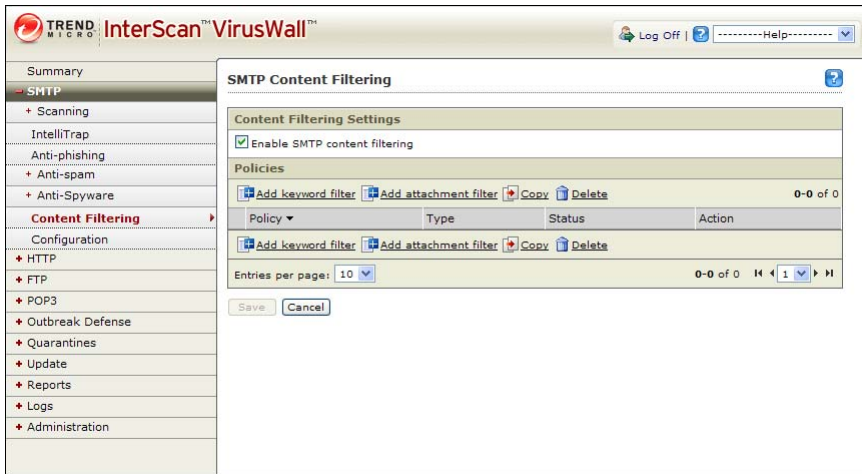 TREND MICRO InterScan™ VirusWall™
Log Off | ? ---------Help---------
Summary
− SMTP
+ Scanning
IntelliTrap
Anti-phishing
+ Anti-spam
+ Anti-Spyware
Content Filtering
Configuration
+ HTTP
+ FTP
+ POP3
+ Outbreak Defense
+ Quarantines
+ Update
+ Reports
+ Logs
+ Administration
SMTP Content Filtering ?
Content Filtering Settings
Enable SMTP content filtering
Policies
Add keyword filter Add attachment filter Copy Delete 0-0 of 0
Policy Type Status Action
Add keyword filter Add attachment filter Copy Delete
Entries per page: 10 0-0 of 0 1
Save Cancel